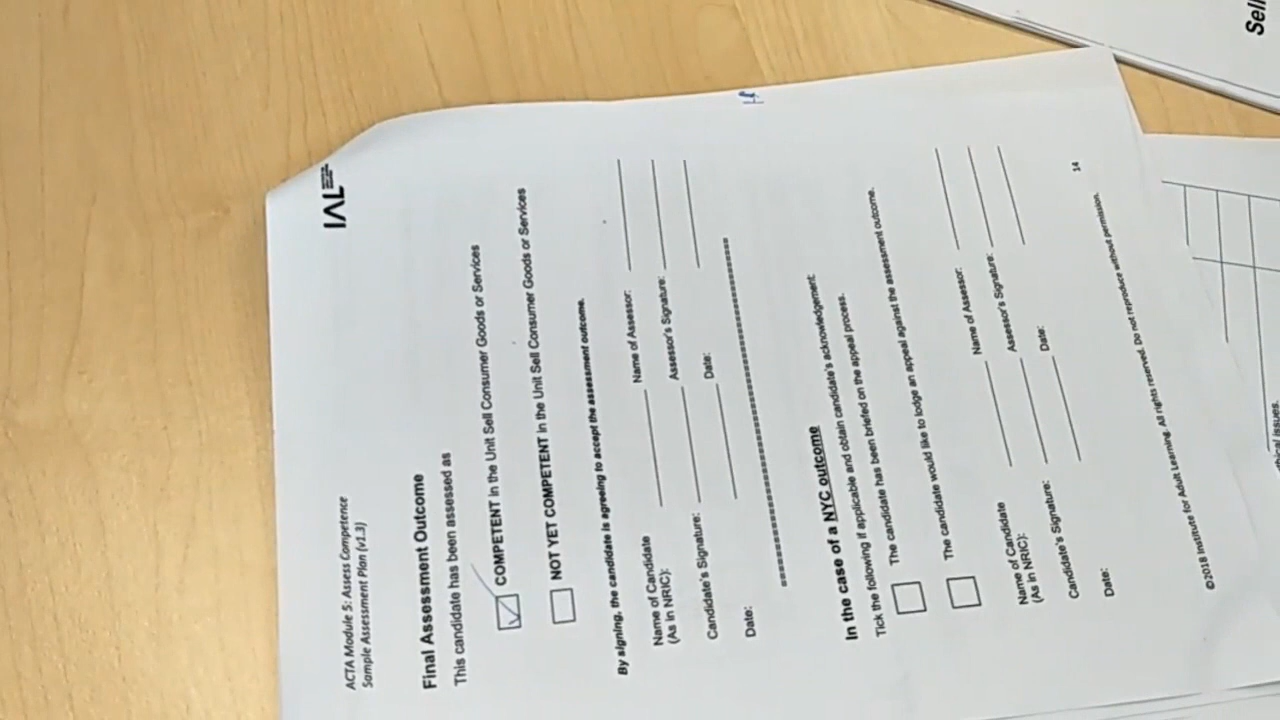 IAL
ACTA Module 5: Assess Competence
Sample Assessment Plan (v1.3)
Final Assessment Outcome
This candidate has been assessed as
COMPETENT in the Unit Sell Consumer Goods or Services
NOT YET COMPETENT in the Unit Sell Consumer Goods or Services
By signing, the candidate is agreeing to accept the assessment outcome.
Name of Candidate Name of Assessor:
(As in NRIC):
Candidate's Signature: Assessor's Signature:
Date: Date:
In the case of a NYC outcome
Tick the following if applicable and obtain candidate's acknowledgement:
The candidate has been briefed on the appeal process.
The candidate would like to lodge an appeal against the assessment outcome.
Name of Candidate Name of Assessor:
(As in NRIC):
Candidate's Signature: Assessor's Signature:
Date: Date:
14
©2018 Institute for Adult Learning. All rights reserved. Do not reproduce without permission.
Sell
issues.